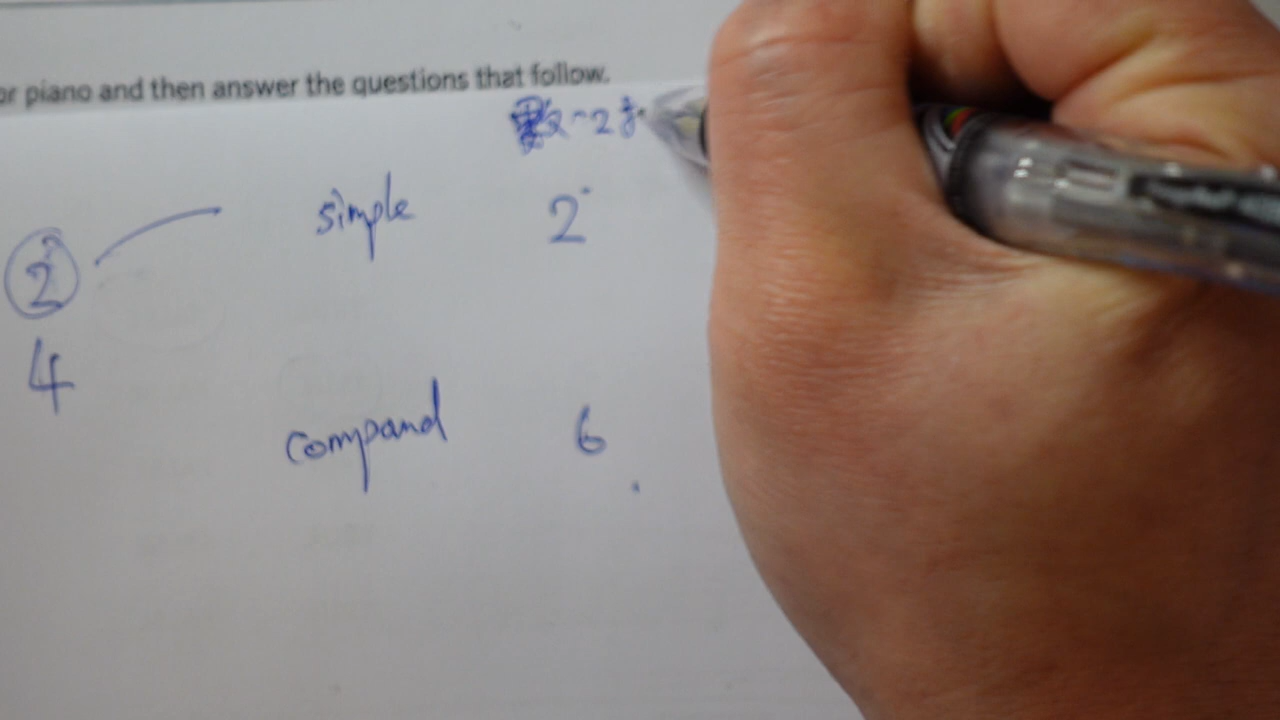 or piano and then answer the questions that follow.
simple 2
2
4
compand 6